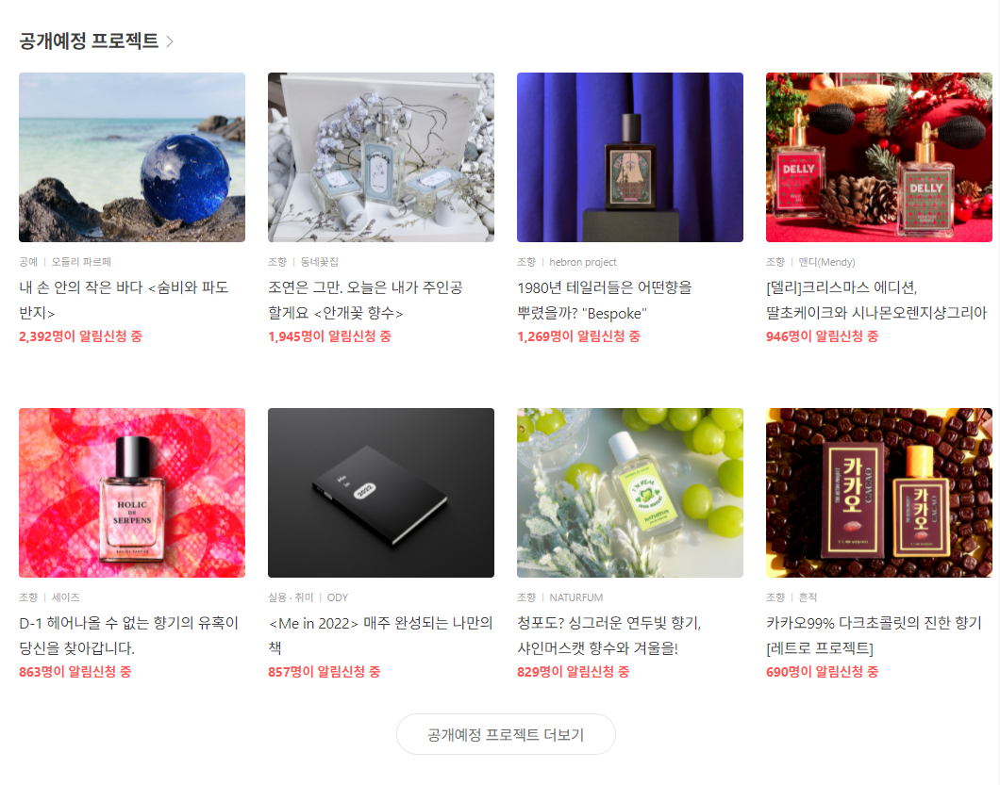 공개예정 프로젝트 >
DELLY
DELLY
공예 | 오들리 파르페
조향 | 동네꽃집
조향 | hebron project
조향 | 맨디(Mendy)
내 손 안의 작은 바다 <숨비와 파도
반지>
2,392명이 알림신청 중
조연은 그만. 오늘은 내가 주인공
할게요 <안개꽃 향수>
1,945명이 알림신청 중
1980년 테일러들은 어떤향을
뿌렸을까? "Bespoke"
1,269명이 알림신청 중
[델리]크리스마스 에디션,
딸초케이크와 시나몬오렌지샹그리아
946명이 알림신청 중
HOLIC
DE
SERPENS
Me
in
2022
NATURFUM
카카오
CACAO
카카오
CACAO
조향 | 세이즈
실용 · 취미 | ODY
조향 | NATURFUM
조향 | 흔적
D-1 헤어나올 수 없는 향기의 유혹이
당신을 찾아갑니다.
863명이 알림신청 중
<Me in 2022> 매주 완성되는 나만의
책
857명이 알림신청 중
청포도? 싱그러운 연두빛 향기,
샤인머스캣 향수와 겨울을!
829명이 알림신청 중
카카오99% 다크초콜릿의 진한 향기
[레트로 프로젝트]
690명이 알림신청 중
공개예정 프로젝트 더보기